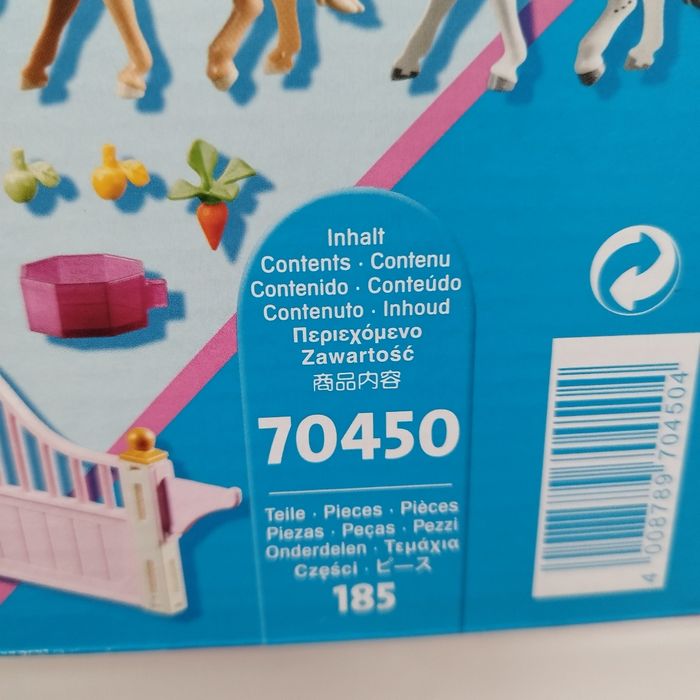 Inhalt
Contents · Contenu
Contenido · Conteúdo
Contenuto · Inhoud
Περιεχόμενο
Zawartość
商品内容
70450
Teile · Pieces · Pièces
Piezas · Peças · Pezzi
Onderdelen · Τεμάχια
Części · ピース
185
4 008789 704504